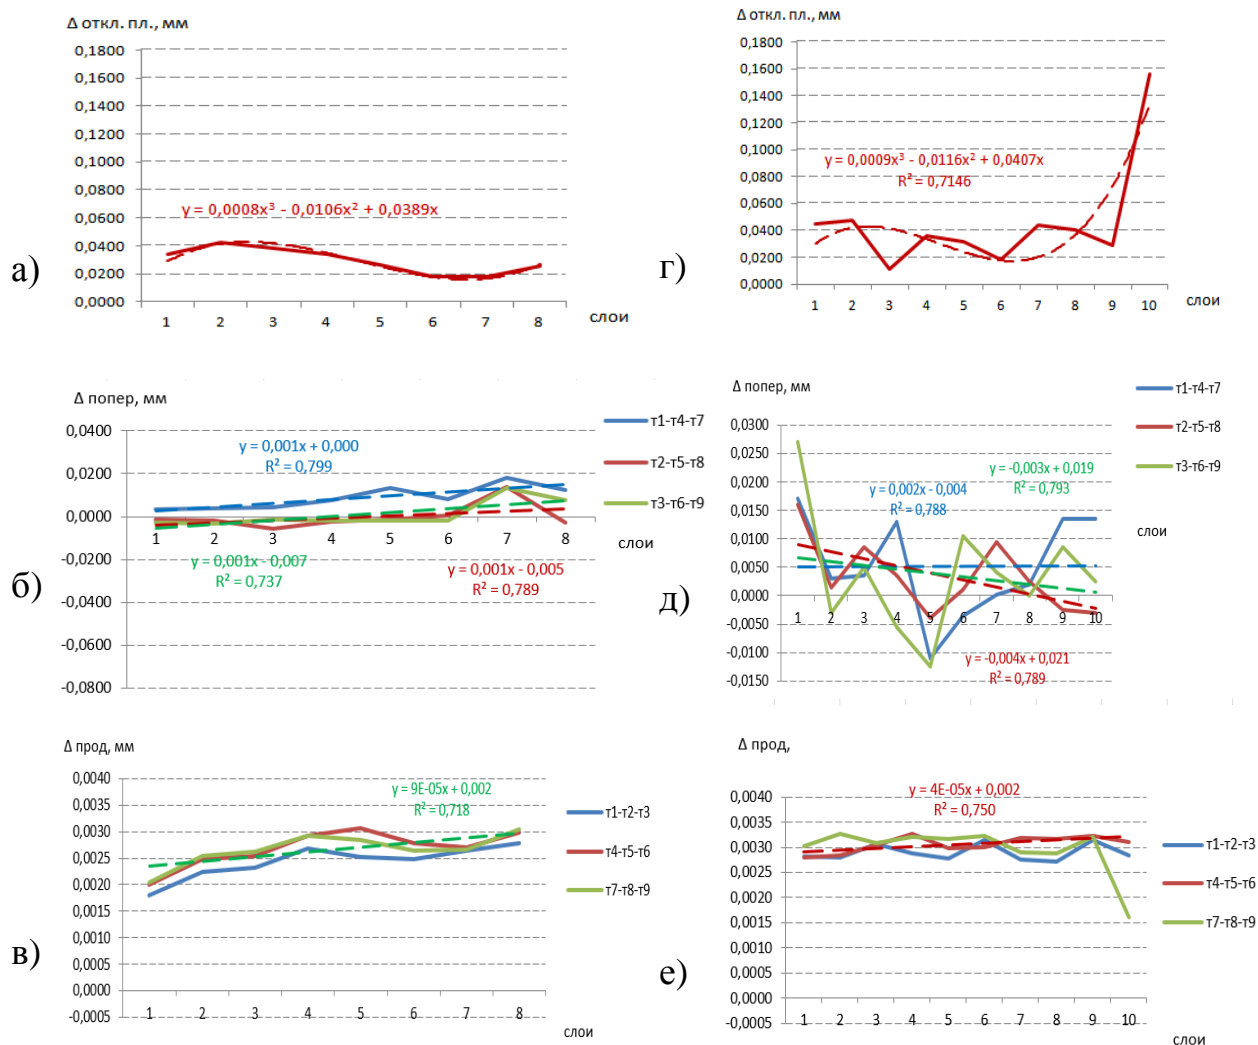 Δ откл. пл., мм
0,1800
0,1600
0,1400
0,1200
0,1000
0,0800
0,0600
0,0400
0,0200
0,0000
y = 0,0008x³ - 0,0106x² + 0,0389x
1 2 3 4 5 6 7 8
слои
а)
Δ откл. пл., мм
0,1800
0,1600
0,1400
0,1200
0,1000
0,0800
0,0600
0,0400
0,0200
0,0000
y = 0,0009x³ - 0,0116x² + 0,0407x
R² = 0,7146
1 2 3 4 5 6 7 8 9 10
слои
г)
Δ попер, мм
0,0400
0,0200
0,0000
-0,0200
-0,0400
-0,0600
-0,0800
y = 0,001x + 0,000
R² = 0,799
1 2 3 4 5 6 7 8
слои
y = 0,001x - 0,007
R² = 0,737
y = 0,001x - 0,005
R² = 0,789
т1-т4-т7
т2-т5-т8
т3-т6-т9
б)
Δ попер, мм
0,0300
0,0250
0,0200
0,0150
0,0100
0,0050
0,0000
-0,0050
-0,0100
-0,0150
y = 0,002x - 0,004
R² = 0,788
y = -0,003x + 0,019
R² = 0,793
1 2 3 4 5 6 7 8 9 10
y = -0,004x + 0,021
R² = 0,789
т1-т4-т7
т2-т5-т8
т3-т6-т9
слои
д)
Δ прод, мм
0,0040
0,0035
0,0030
0,0025
0,0020
0,0015
0,0010
0,0005
0,0000
-0,0005
y = 9E-05x + 0,002
R² = 0,718
1 2 3 4 5 6 7 8
слои
т1-т2-т3
т4-т5-т6
т7-т8-т9
в)
Δ прод,
0,0040
0,0035
0,0030
0,0025
0,0020
0,0015
0,0010
0,0005
0,0000
-0,0005
y = 4E-05x + 0,002
R² = 0,750
1 2 3 4 5 6 7 8 9 10
слои
т1-т2-т3
т4-т5-т6
т7-т8-т9
е)